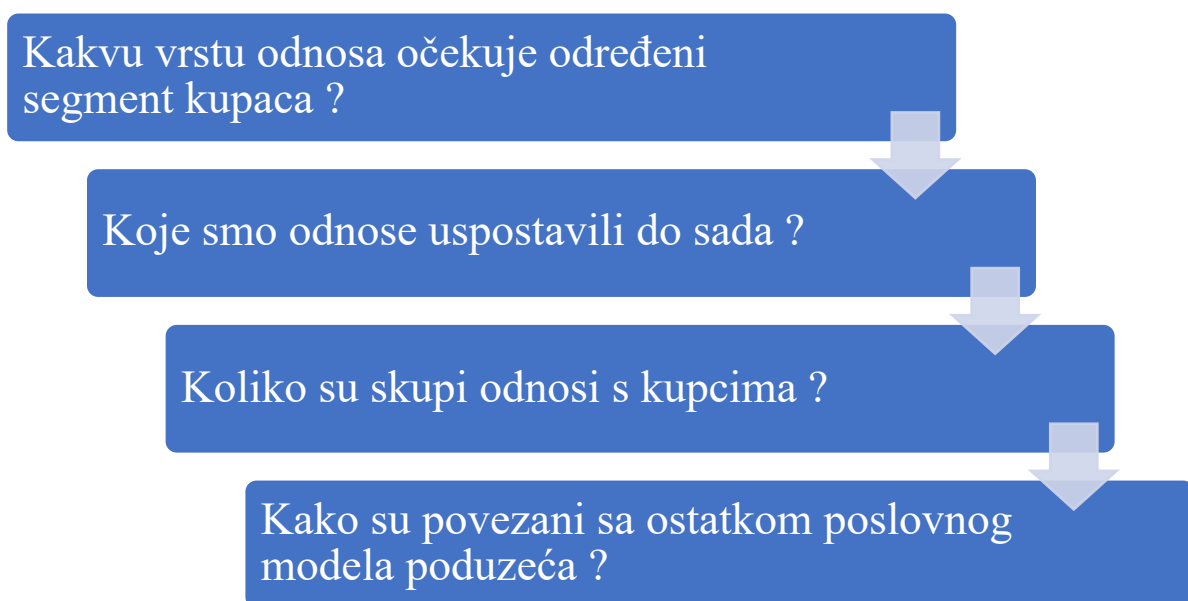 Kakvu vrstu odnosa očekuje određeni
segment kupaca ?
Koje smo odnose uspostavili do sada ?
Koliko su skupi odnosi s kupcima ?
Kako su povezani sa ostatkom poslovnog
modela poduzeća ?